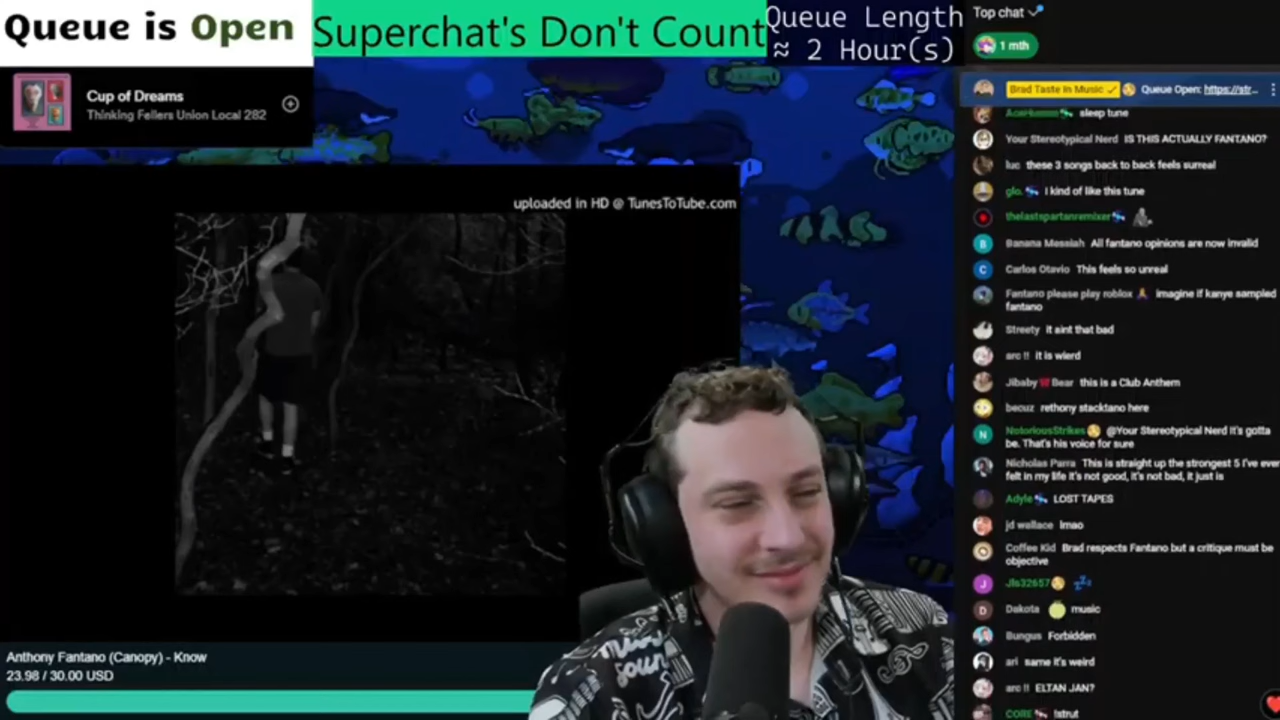 Queue is Open
Superchat's Don't Count
Queue Length
≈ 2 Hour(s)
Top chat
1 mth
Cup of Dreams
Thinking Fellers Union Local 282
uploaded in HD @ TunesToTube.com
Brad Taste In Music Queue Open: https://str...
sleep tune
Your Stereotypical Nerd IS THIS ACTUALLY FANTANO?
luc these 3 songs back to back feels surreal
glo. I kind of like this tune
thelastspartanremixer
B Banana Messiah All fantano opinions are now invalid
C Carlos Otavio This feels so unreal
Fantano please play roblox imagine if kanye sampled
fantano
Streety it aint that bad
arc !! it is wierd
Jibaby Bear this is a Club Anthem
becuz rethony stacktano here
N NotoriousStrikes @Your Stereotypical Nerd It's gotta
be. That's his voice for sure
Nicholas Parra This is straight up the strongest 5 I've ever
felt in my life it's not good, it's not bad, it just is
Adyle LOST TAPES
jd wallace lmao
Coffee Kid Brad respects Fantano but a critique must be
objective
J Jls32657
D Dakota music
Bungus Forbidden
ari same it's weird
arc !! ELTAN JAN?
CORE !strut
Anthony Fantano (Canopy) - Know
23.98 / 30.00 USD